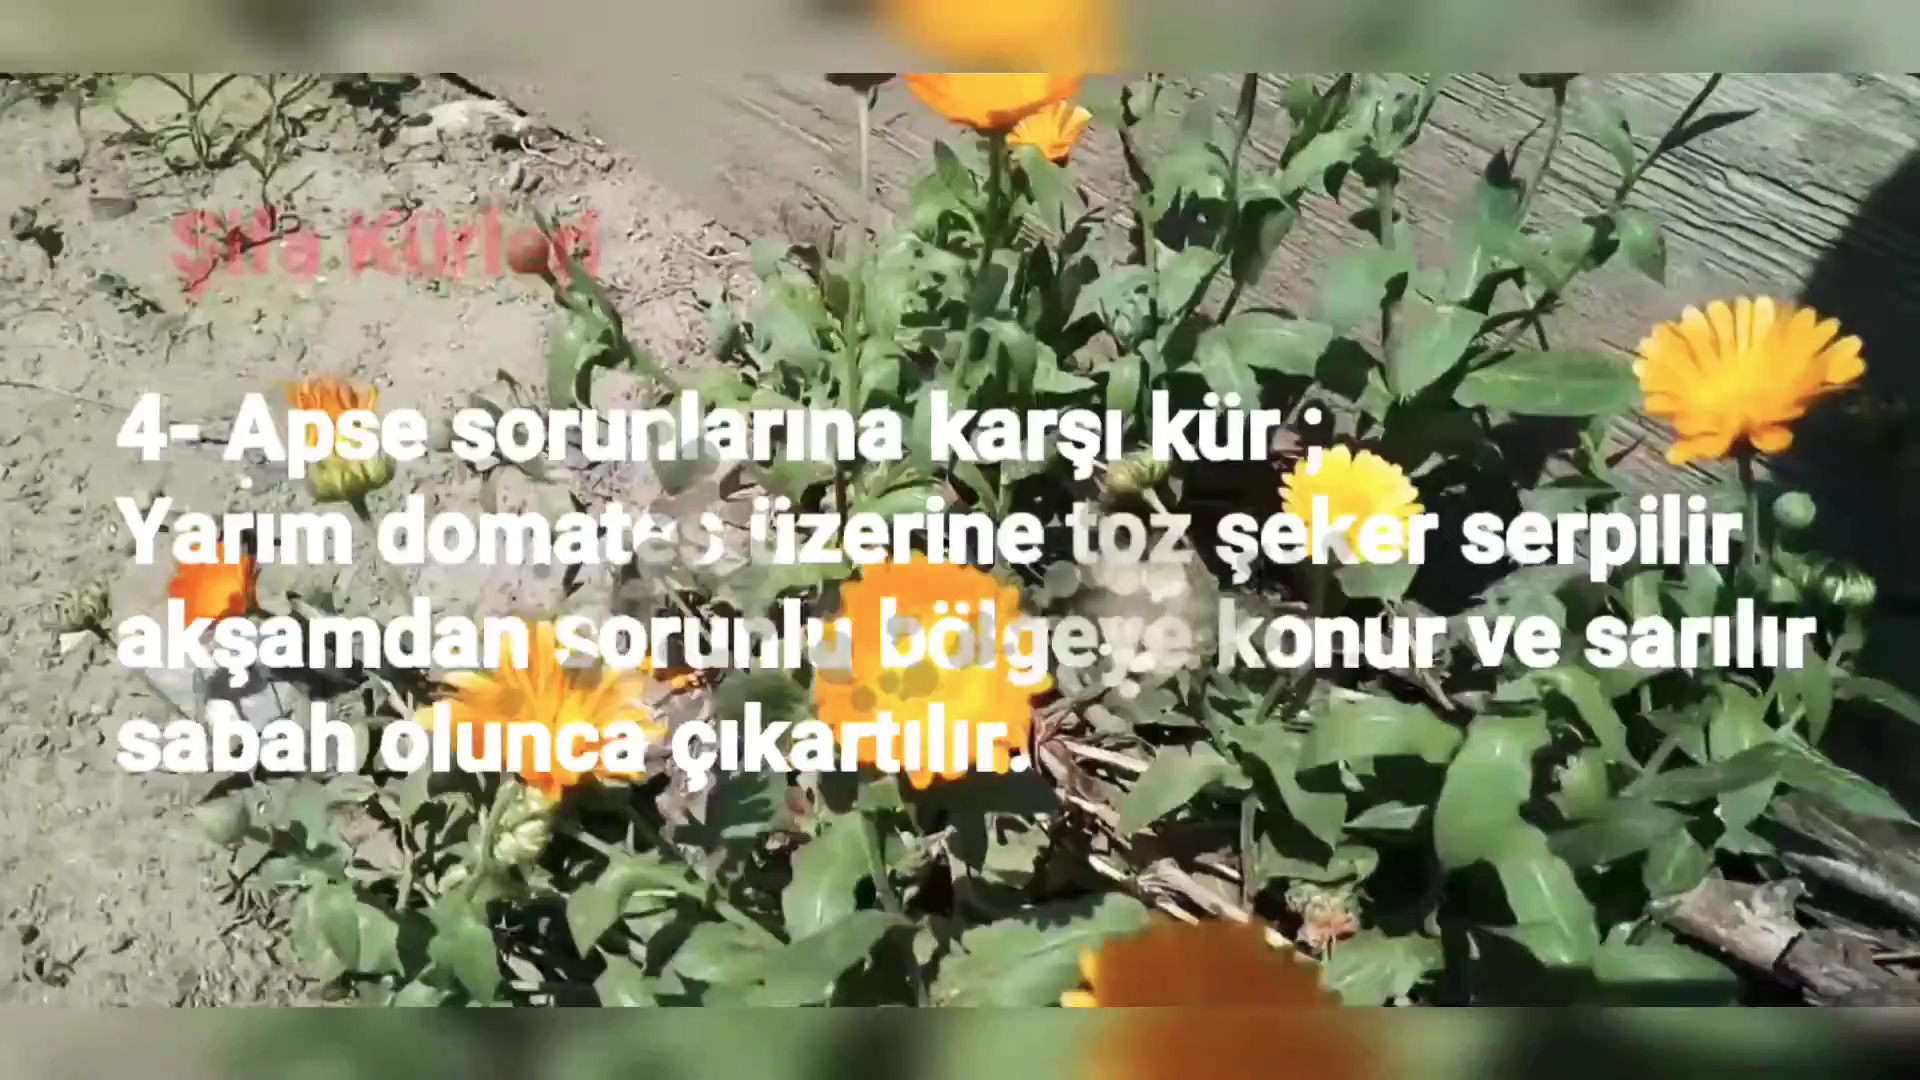 Şifa Kürleri
4- Apse sorunlarına karşı kür ;
Yarım domates üzerine toz şeker serpilir
akşamdan sorunlu bölgeye konur ve sarılır
sabah olunca çıkartılır.